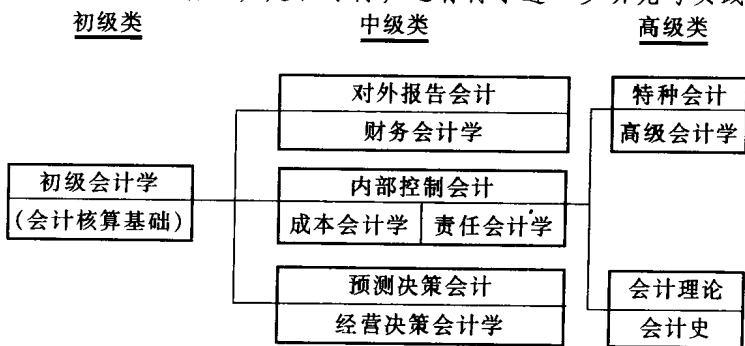 初级类 中级类 高级类
对外报告会计 特种会计
财务会计学 高级会计学
初级会计学 内部控制会计
(会计核算基础) 成本会计学 责任会计学
预测决策会计 会计理论
经营决策会计学 会计史